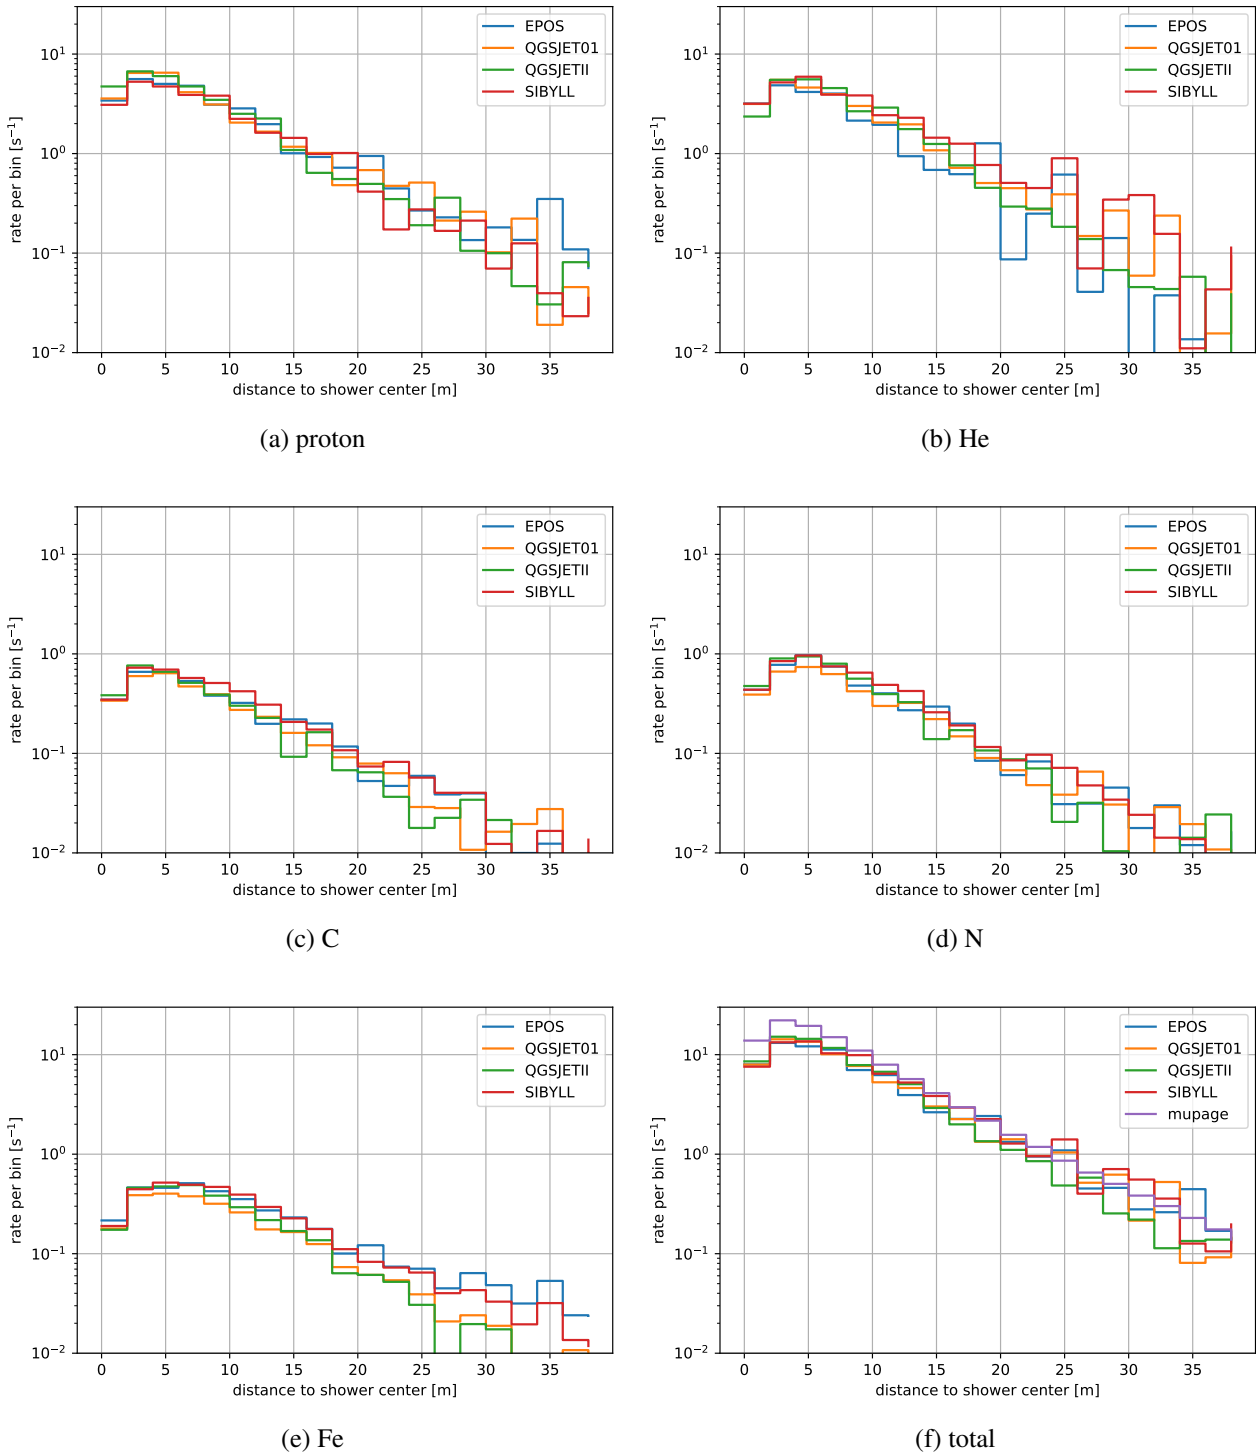 EPOS
QGSJET01
QGSJETII
SIBYLL
10¹
10⁰
10⁻¹
10⁻²
rate per bin [s⁻¹]
0 5 10 15 20 25 30 35
distance to shower center [m]
(a) proton
EPOS
QGSJET01
QGSJETII
SIBYLL
10¹
10⁰
10⁻¹
10⁻²
rate per bin [s⁻¹]
0 5 10 15 20 25 30 35
distance to shower center [m]
(b) He
EPOS
QGSJET01
QGSJETII
SIBYLL
10¹
10⁰
10⁻¹
10⁻²
rate per bin [s⁻¹]
0 5 10 15 20 25 30 35
distance to shower center [m]
(c) C
EPOS
QGSJET01
QGSJETII
SIBYLL
10¹
10⁰
10⁻¹
10⁻²
rate per bin [s⁻¹]
0 5 10 15 20 25 30 35
distance to shower center [m]
(d) N
EPOS
QGSJET01
QGSJETII
SIBYLL
10¹
10⁰
10⁻¹
10⁻²
rate per bin [s⁻¹]
0 5 10 15 20 25 30 35
distance to shower center [m]
(e) Fe
EPOS
QGSJET01
QGSJETII
SIBYLL
mupage
10¹
10⁰
10⁻¹
10⁻²
rate per bin [s⁻¹]
0 5 10 15 20 25 30 35
distance to shower center [m]
(f) total